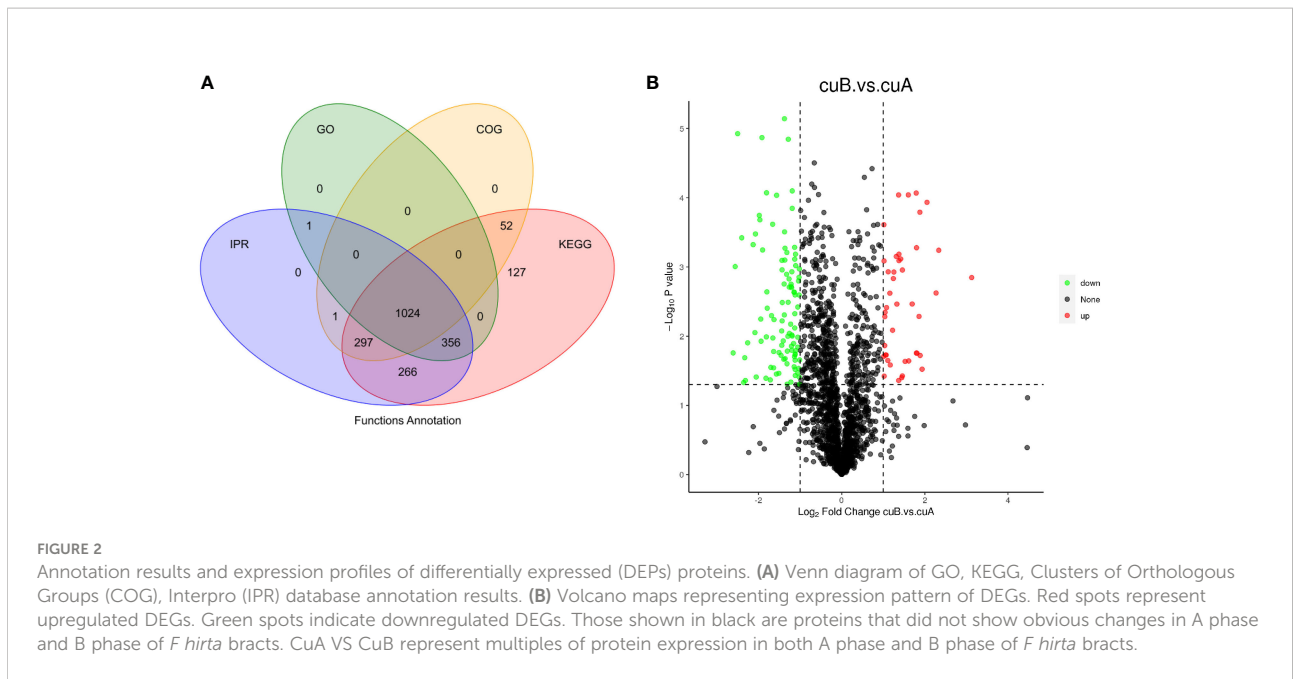 A
GO
COG
0
0
0
1
52
IPR
0
0
KEGG
0
127
1
1024
0
297
356
266
Functions Annotation
B
cuB.vs.cuA
5
4
3
2
1
0
−Log10 P value
-2
0
2
4
Log2 Fold Change cuB.vs.cuA
down
None
up
FIGURE 2
Annotation results and expression profiles of differentially expressed (DEPs) proteins. (A) Venn diagram of GO, KEGG, Clusters of Orthologous
Groups (COG), Interpro (IPR) database annotation results. (B) Volcano maps representing expression pattern of DEGs. Red spots represent
upregulated DEGs. Green spots indicate downregulated DEGs. Those shown in black are proteins that did not show obvious changes in A phase
and B phase of F hirta bracts. CuA VS CuB represent multiples of protein expression in both A phase and B phase of F hirta bracts.